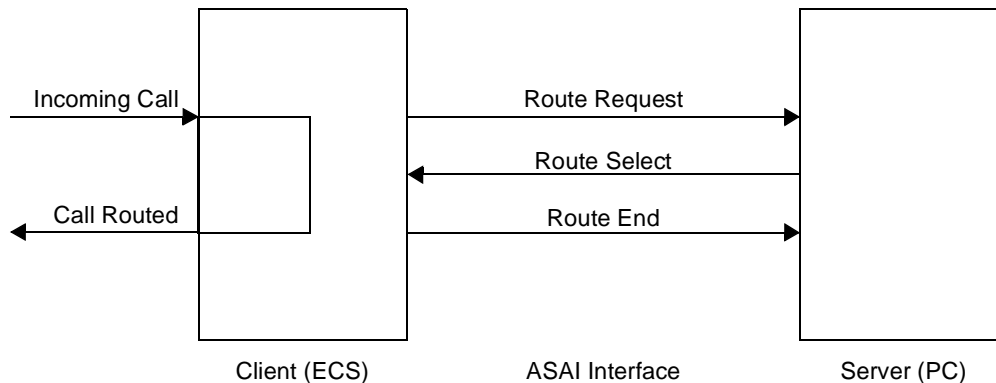 Incoming Call
Route Request
Route Select
Call Routed
Route End
Client (ECS)
ASAI Interface
Server (PC)